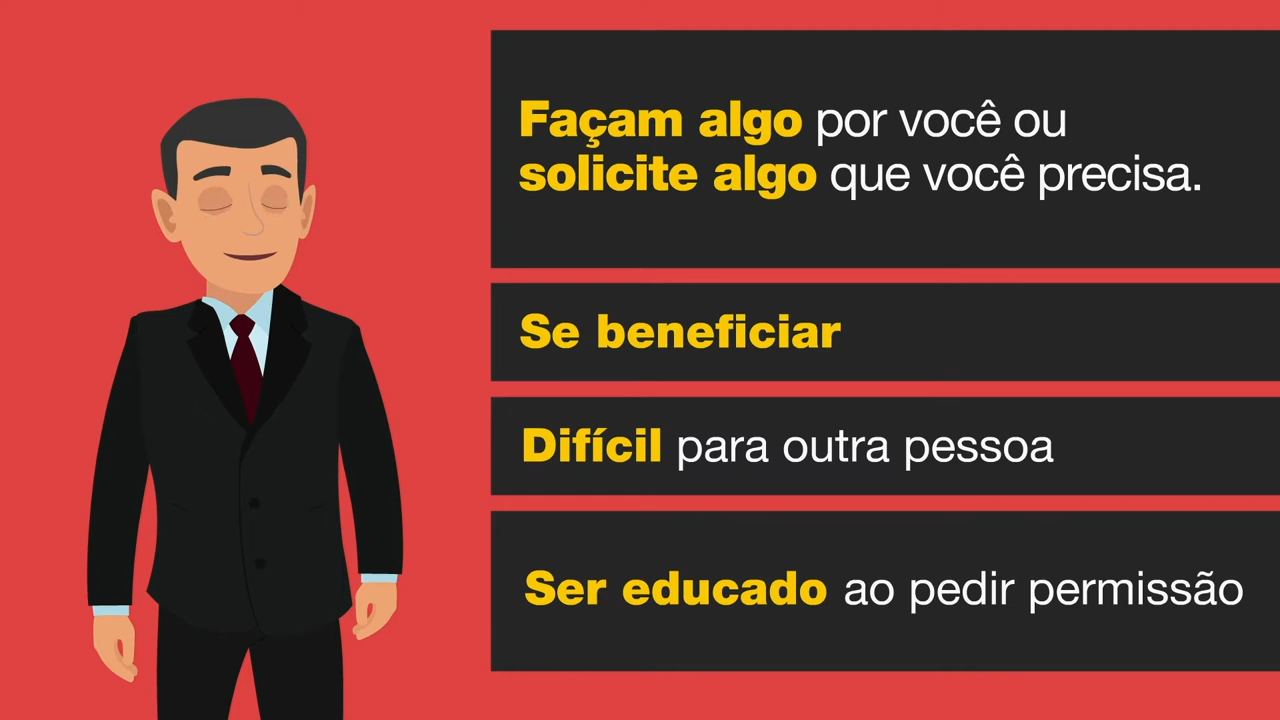 Façam algo por você ou
solicite algo que você precisa.
Se beneficiar
Difícil para outra pessoa
Ser educado ao pedir permissão